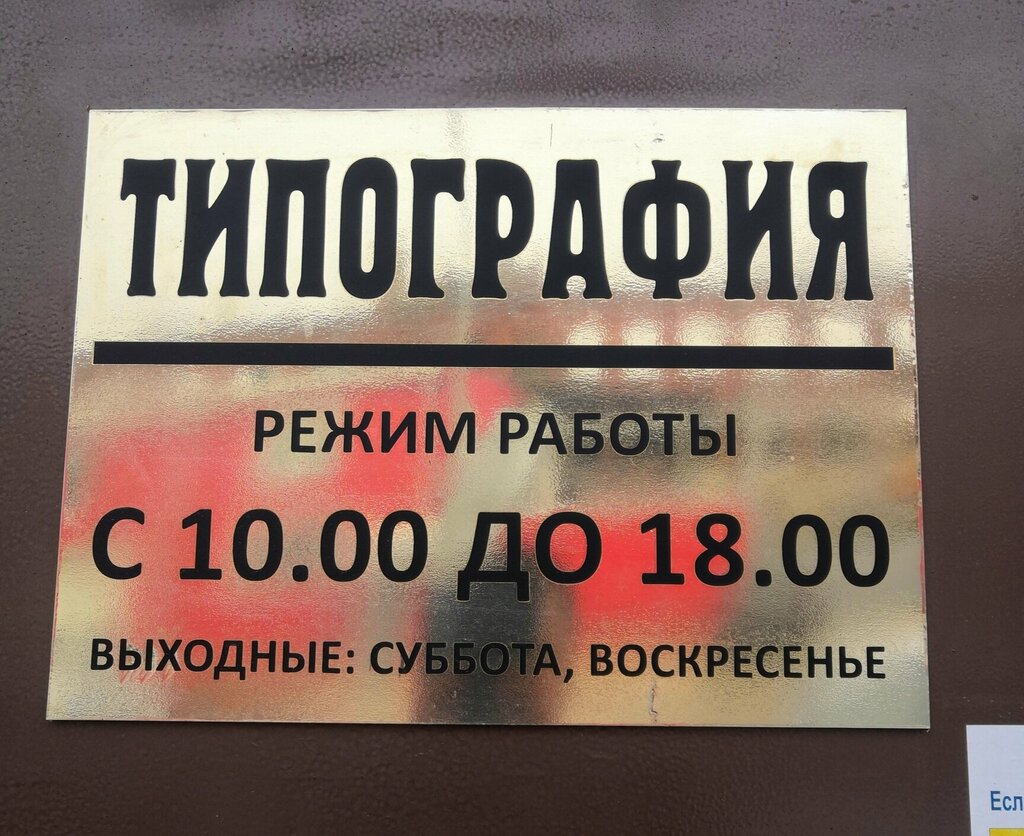 ТИПОГРАФИЯ
РЕЖИМ РАБОТЫ
С 10.00 ДО 18.00
ВЫХОДНЫЕ: СУББОТА, ВОСКРЕСЕНЬЕ